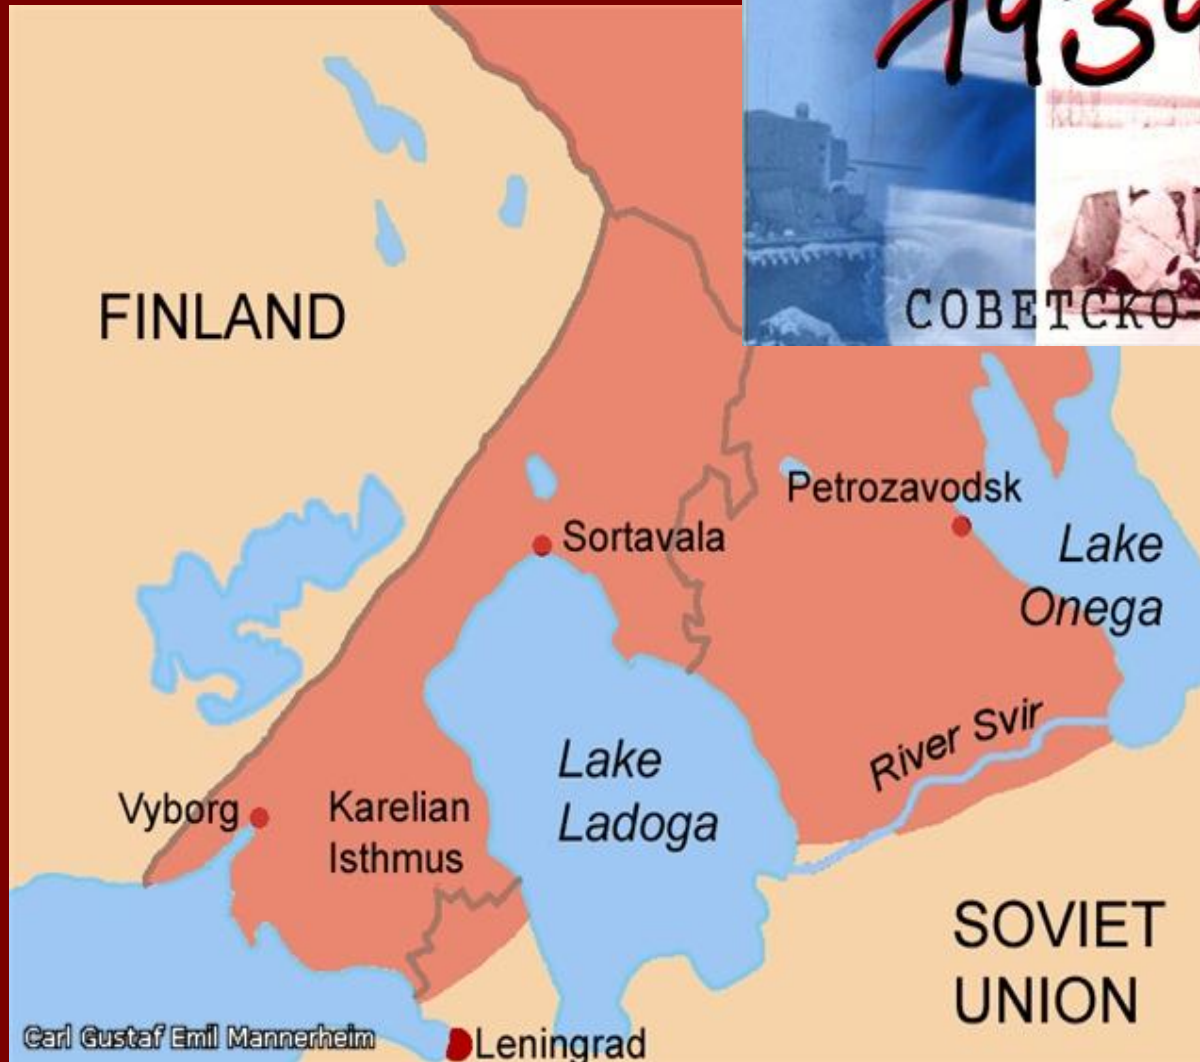 1939
СОВЕТСКО-
FINLAND
Petrozavodsk
Sortavala
Lake
Onega
River Svir
Lake
Ladoga
Vyborg
Karelian
Isthmus
SOVIET
UNION
Carl Gustaf Emil Mannerheim
Leningrad